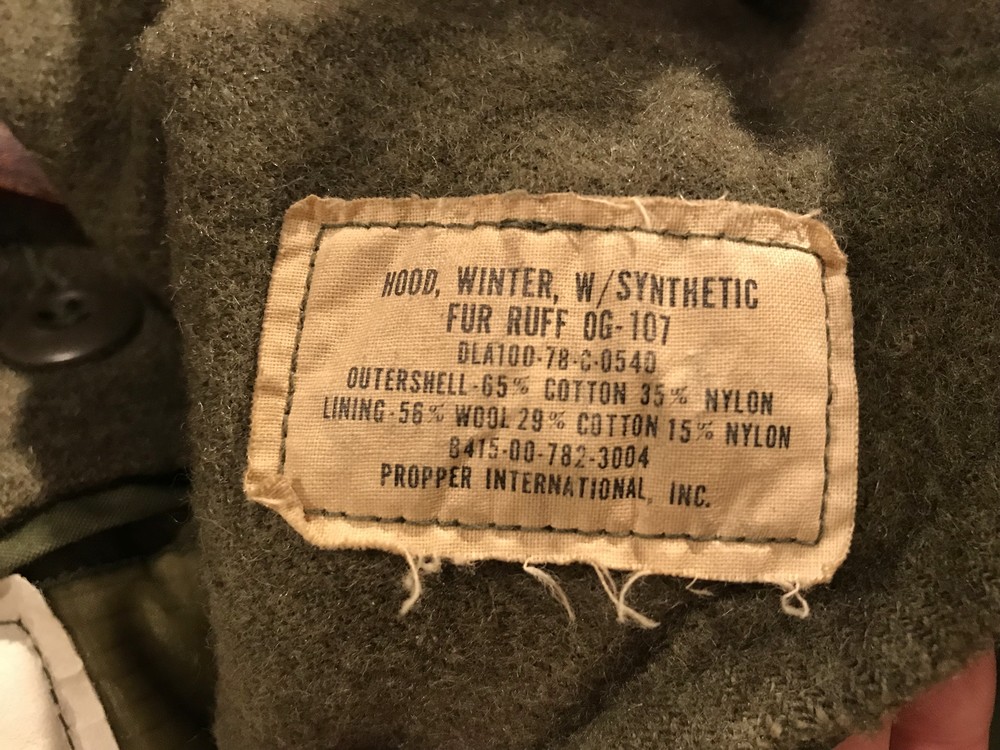 HOOD, WINTER, W/SYNTHETIC
FUR RUFF OG-107
DLA100-78-C-0540
OUTERSHELL-65% COTTON 35% NYLON
LINING-56% WOOL 29% COTTON 15% NYLON
8415-00-782-3004
PROPPER INTERNATIONAL, INC.